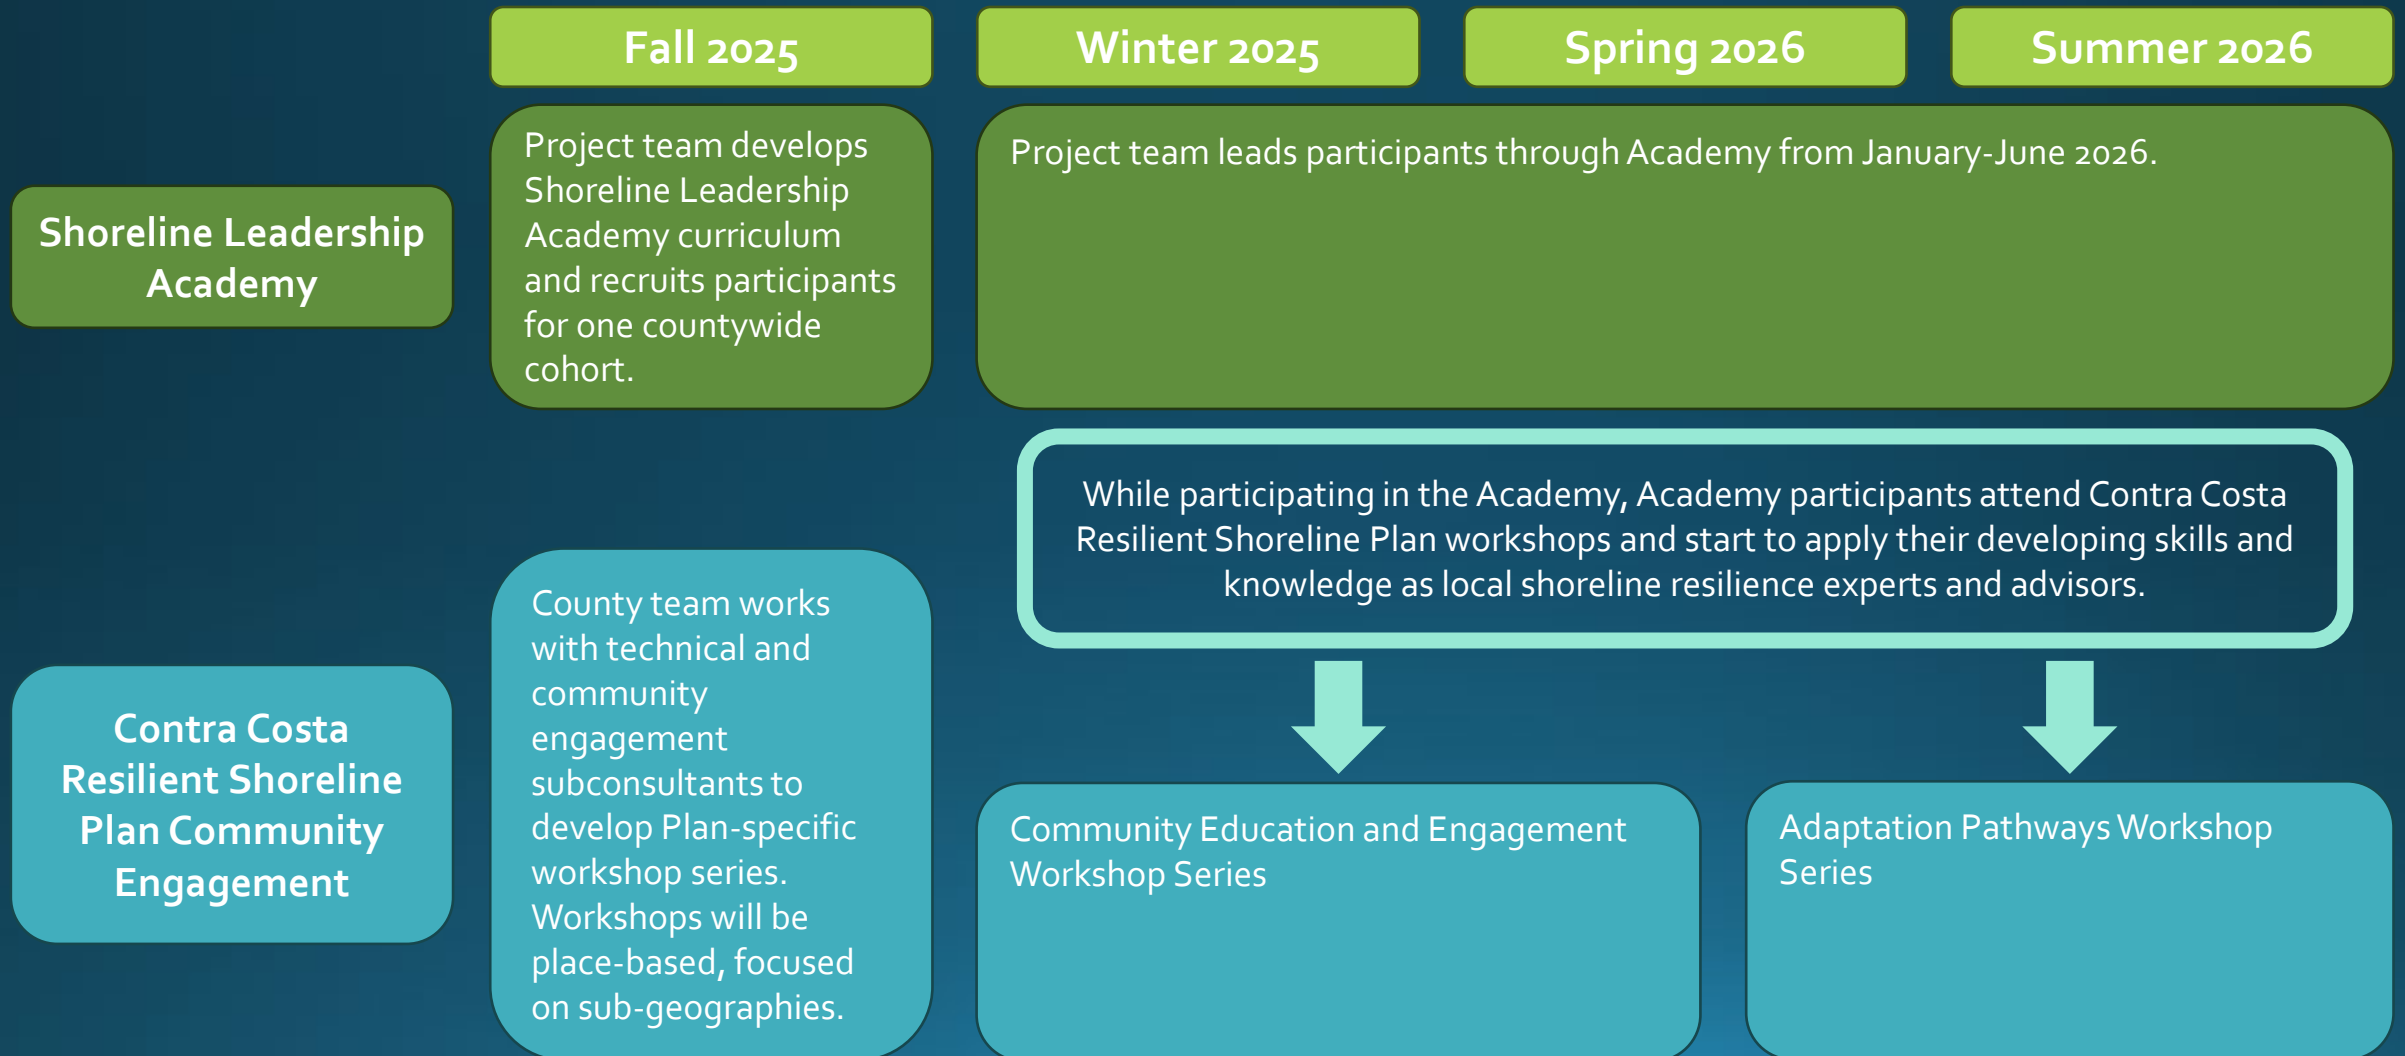 Fall 2025
Winter 2025
Spring 2026
Summer 2026
Shoreline Leadership
Academy
Project team develops
Shoreline Leadership
Academy curriculum
and recruits participants
for one countywide
cohort.
Project team leads participants through Academy from January-June 2026.
While participating in the Academy, Academy participants attend Contra Costa
Resilient Shoreline Plan workshops and start to apply their developing skills and
knowledge as local shoreline resilience experts and advisors.
Contra Costa
Resilient Shoreline
Plan Community
Engagement
County team works
with technical and
community
engagement
subconsultants to
develop Plan-specific
workshop series.
Workshops will be
place-based, focused
on sub-geographies.
Community Education and Engagement
Workshop Series
Adaptation Pathways Workshop
Series